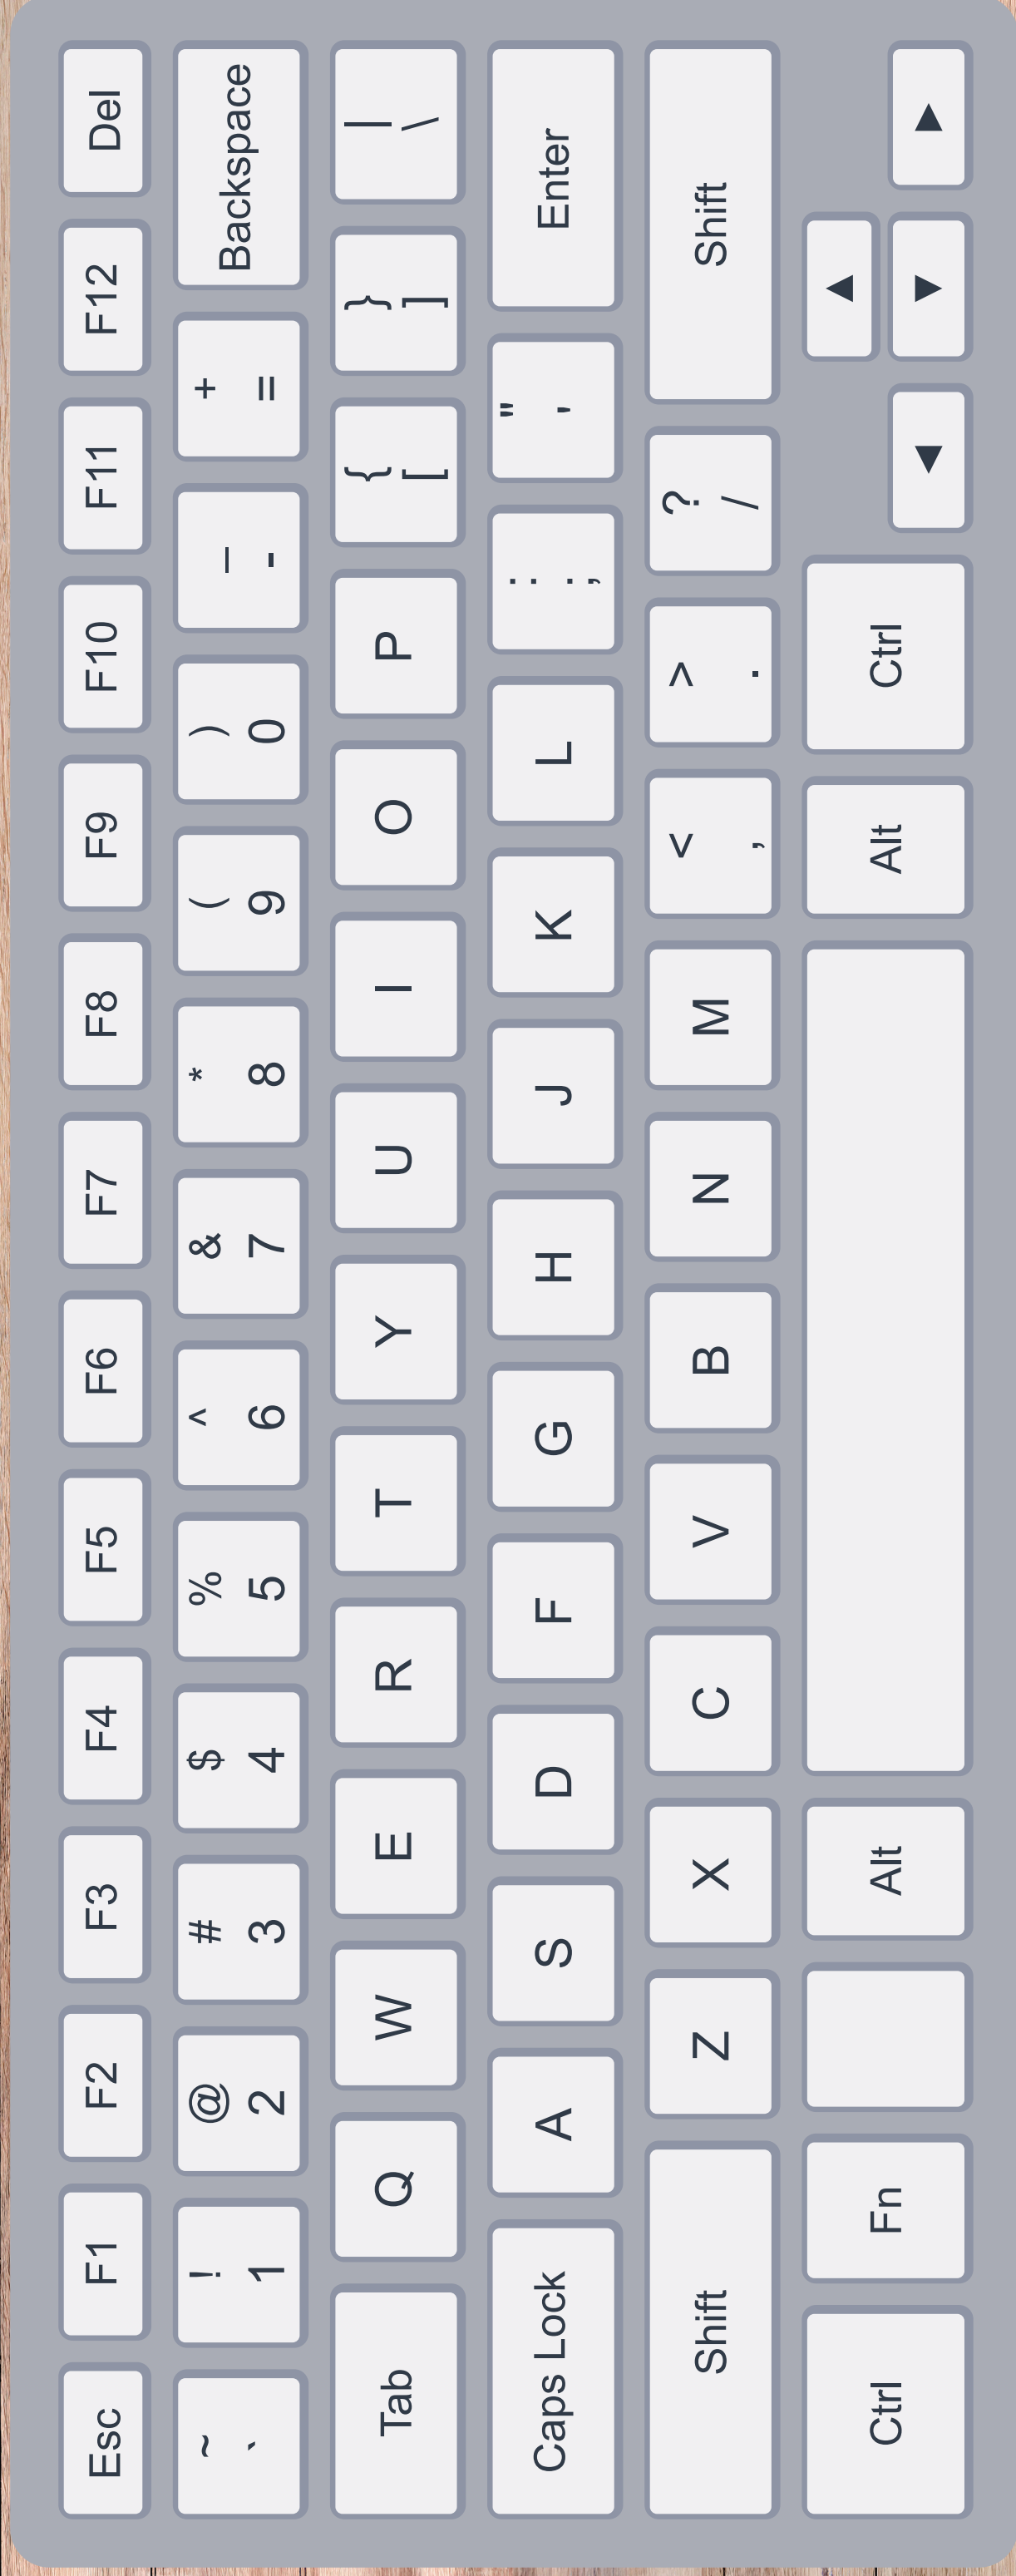 Esc F1 F2 F3 F4 F5 F6 F7 F8 F9 F10 F11 F12 Del
~ ! @ # $ % ^ & * ( ) _ +
` 1 2 3 4 5 6 7 8 9 0 - = Backspace
{ } |
Tab Q W E R T Y U I O P [ ] \
: "
Caps Lock A S D F G H J K L ; ' Enter
< > ?
Shift Z X C V B N M , . / Shift
▲
Ctrl Fn Alt Alt Ctrl ◀ ▼ ▶